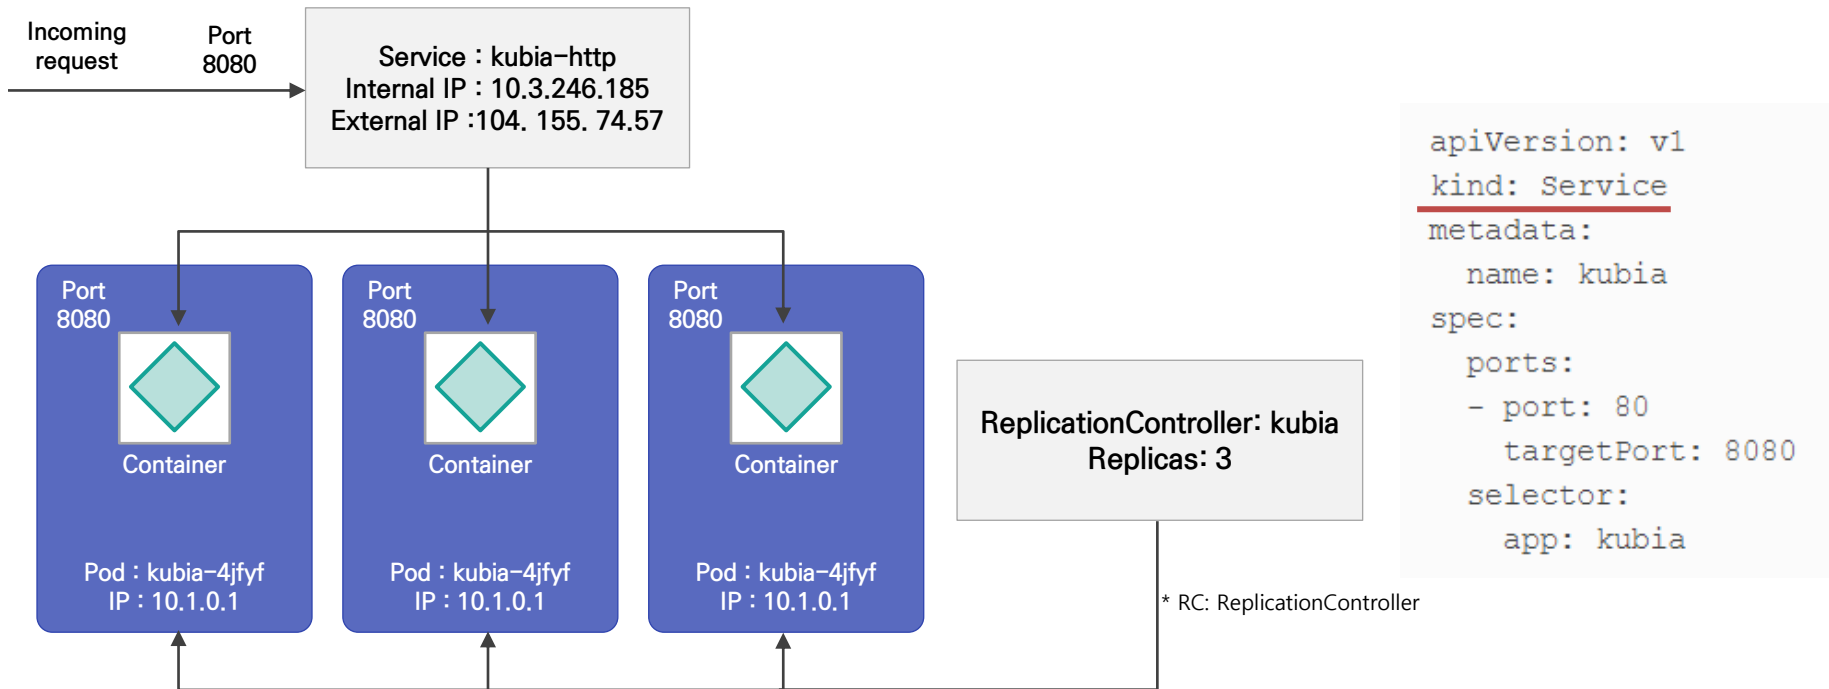 Incoming
request
Port
8080
Service : kubia-http
Internal IP : 10.3.246.185
External IP :104. 155. 74.57
Port
8080
Container
Pod : kubia-4jfyf
IP : 10.1.0.1
Port
8080
Container
Pod : kubia-4jfyf
IP : 10.1.0.1
Port
8080
Container
Pod : kubia-4jfyf
IP : 10.1.0.1
ReplicationController: kubia
Replicas: 3
* RC: ReplicationController
apiVersion: v1
kind: Service
metadata:
  name: kubia
spec:
  ports:
  - port: 80
    targetPort: 8080
  selector:
    app: kubia